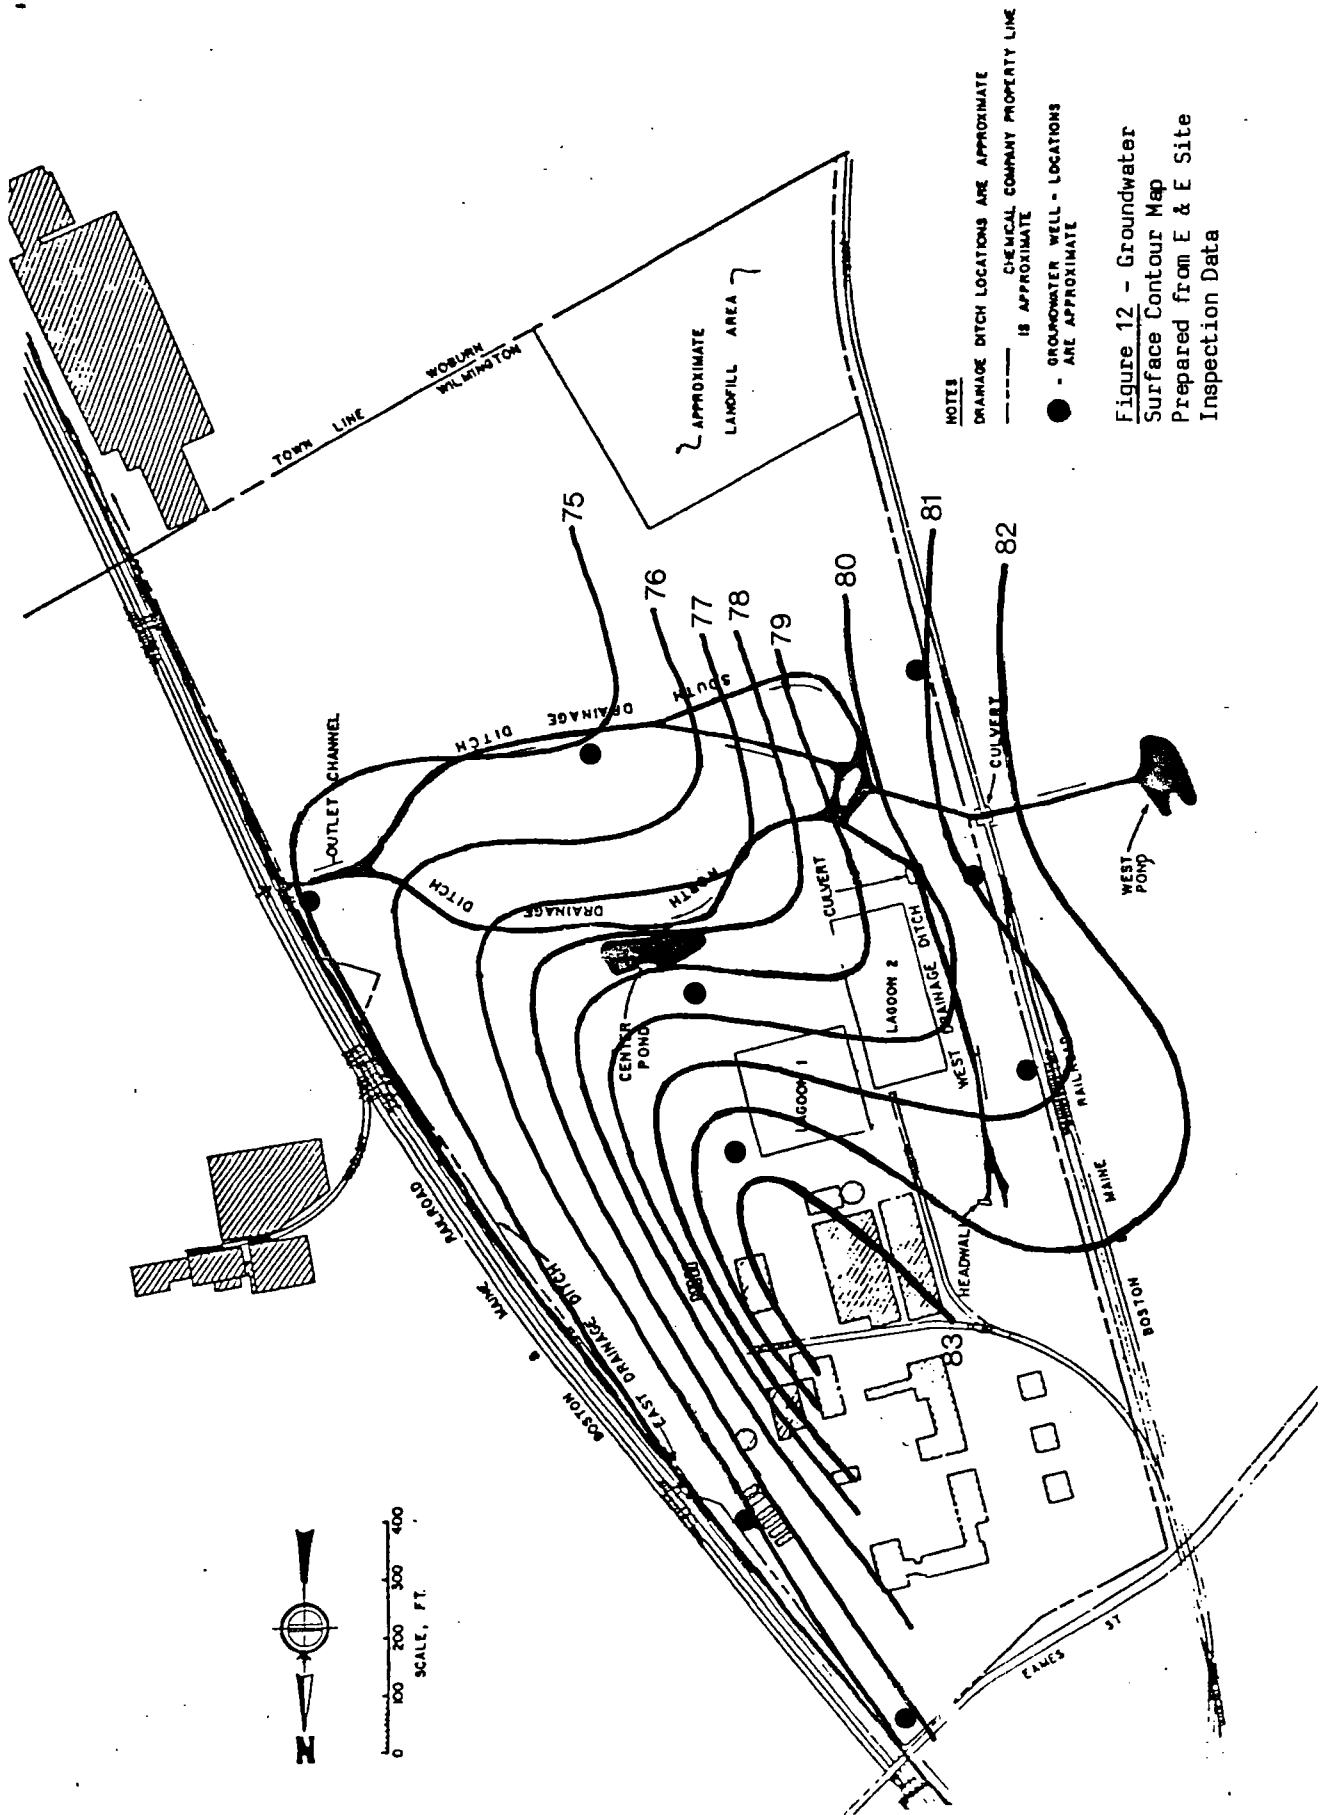 TOWN LINE
WOBURN
WILMINGTON
APPROXIMATE
LANDFILL AREA
75
76
77
78
79
80
81
82
83
OUTLET CHANNEL
SOUTH
DRAINAGE
DITCH
NORTH
DRAINAGE
DITCH
CENTER
POND
CULVERT
CULVERT
WEST
POND
LAGOON 1
LAGOON 2
WEST DRAINAGE DITCH
HEADWALL
EAST DRAINAGE DITCH
BOSTON
MAINE
RAILROAD
BOSTON
MAINE
RAILROAD
EAMES ST
N
0 100 200 300 400
SCALE, FT.
NOTES
DRAINAGE DITCH LOCATIONS ARE APPROXIMATE
CHEMICAL COMPANY PROPERTY LINE
IS APPROXIMATE
- GROUNDWATER WELL - LOCATIONS
ARE APPROXIMATE
Figure 12 - Groundwater
Surface Contour Map
Prepared from E & E Site
Inspection Data